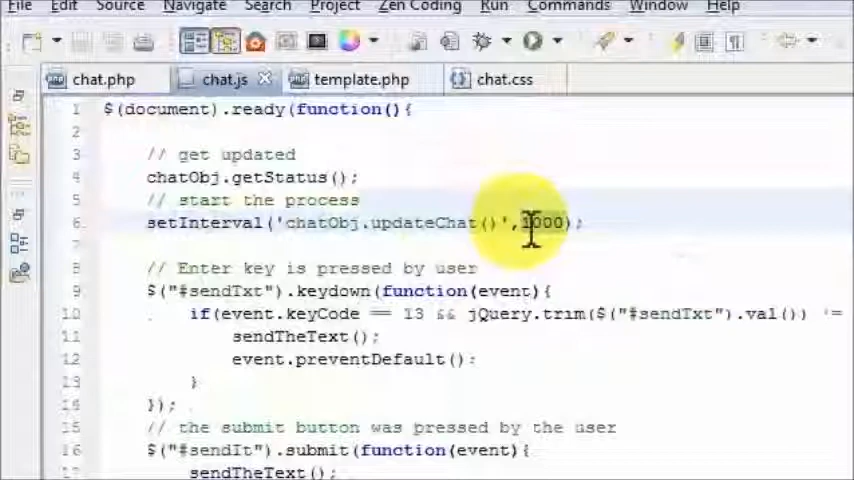 File Edit Source Navigate Search Project Zen Coding Run Commands Window Help
chat.php chat.js template.php chat.css
1 $(document).ready(function(){
2
3 // get updated
4 chatObj.getStatus();
5 // start the process
6 setInterval('chatObj.updateChat()',1000);
7
8 // Enter key is pressed by user
9 $("#sendTxt").keydown(function(event){
10 if(event.keyCode == 13 && jQuery.trim($("#sendTxt").val()) !=
11 sendTheText();
12 event.preventDefault();
13 }
14 });
15 // the submit button was pressed by the user
16 $("#sendIt").submit(function(event){
17 sendTheText();